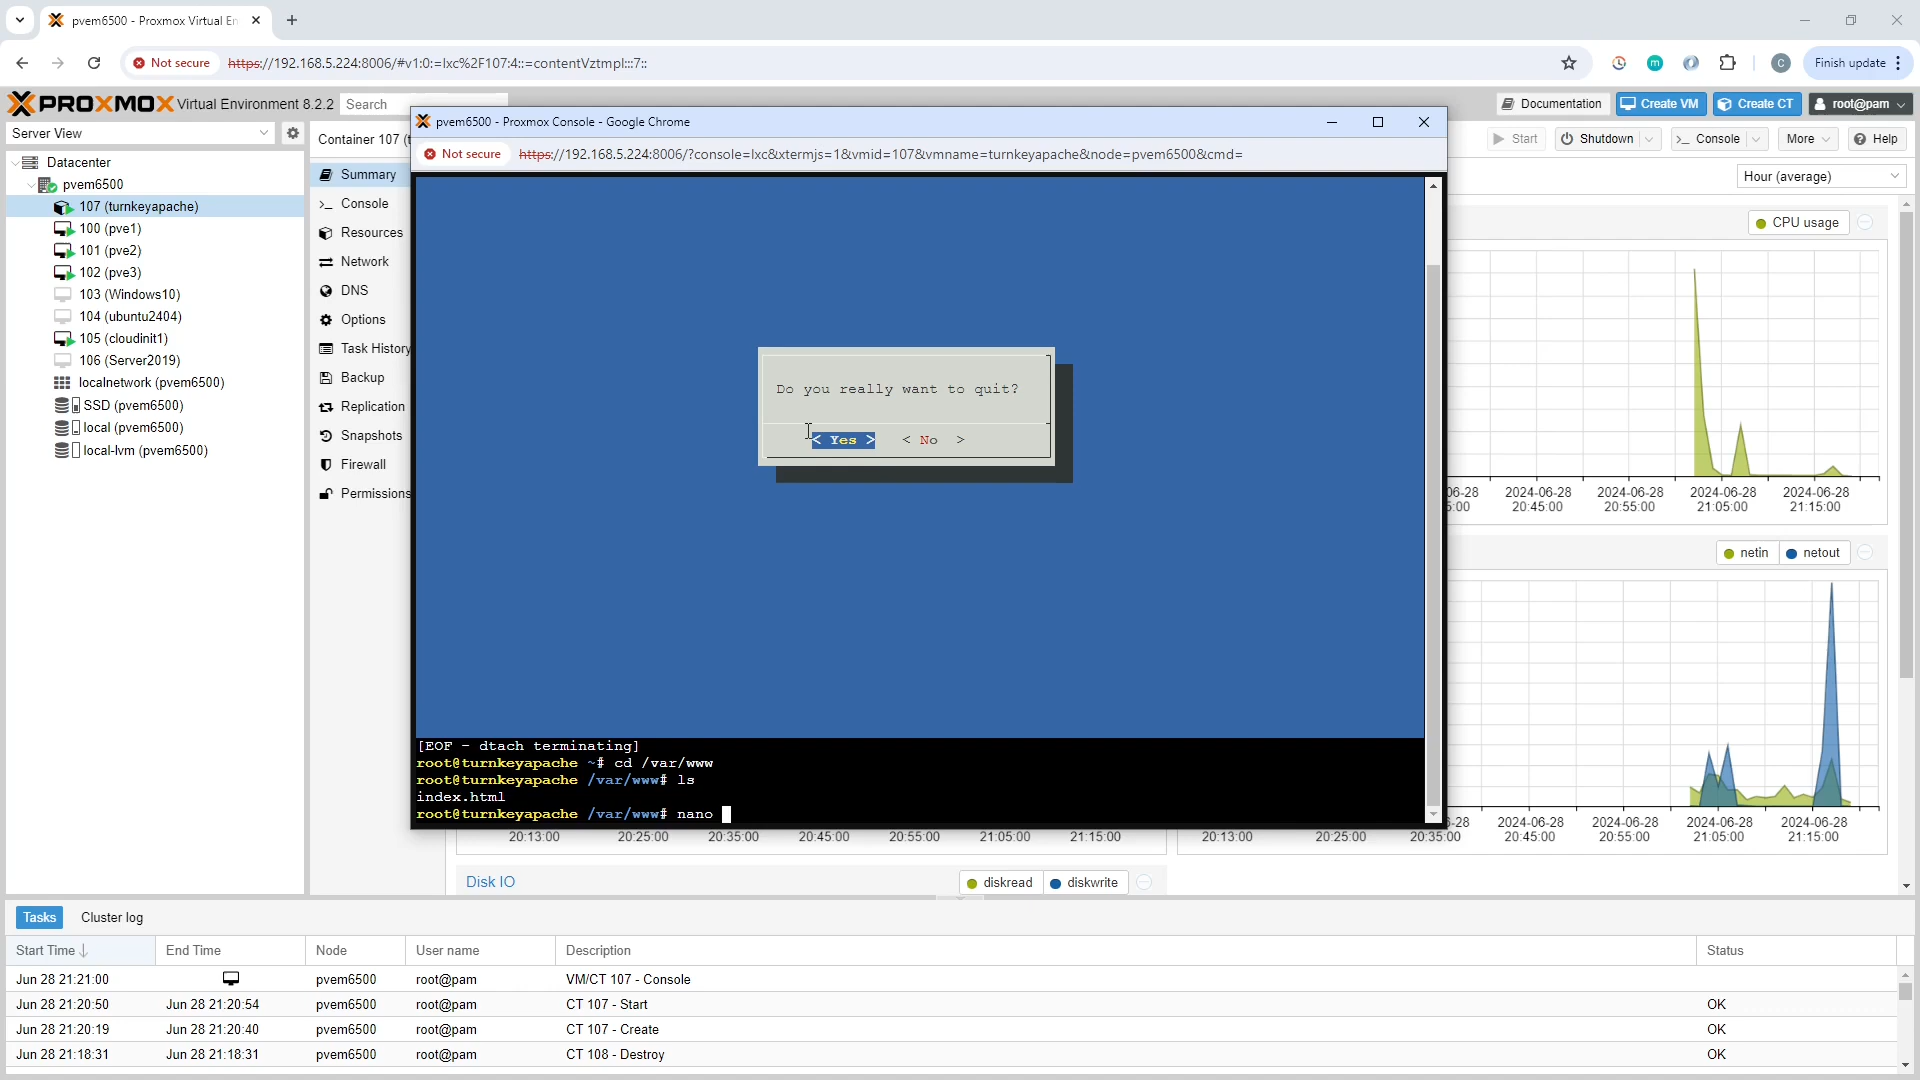 pvem6500 - Proxmox Virtual En
Not secure https://192.168.5.224:8006/#v1:0:=lxc%2F107:4::=contentVztmpl:::7::
C
Finish update
PROXMOX Virtual Environment 8.2.2 Search
Documentation Create VM Create CT root@pam
Server View
Datacenter
pvem6500
107 (turnkeyapache)
100 (pve1)
101 (pve2)
102 (pve3)
103 (Windows10)
104 (ubuntu2404)
105 (cloudinit1)
106 (Server2019)
localnetwork (pvem6500)
SSD (pvem6500)
local (pvem6500)
local-lvm (pvem6500)
Container 107 (t
Start Shutdown Console More Help
Summary
Console
Resources
Network
DNS
Options
Task History
Backup
Replication
Snapshots
Firewall
Permissions
Hour (average)
CPU usage
06-28 2024-06-28 2024-06-28 2024-06-28 2024-06-28
5:00 20:45:00 20:55:00 21:05:00 21:15:00
netin netout
-28 2024-06-28 2024-06-28 2024-06-28 2024-06-28
20:45:00 20:55:00 21:05:00 21:15:00
pvem6500 - Proxmox Console - Google Chrome
Not secure https://192.168.5.224:8006/?console=lxc&xtermjs=1&vmid=107&vmname=turnkeyapache&node=pvem6500&cmd=
Do you really want to quit?
< Yes > < No >
[EOF - dtach terminating]
root@turnkeyapache ~# cd /var/www
root@turnkeyapache /var/www# ls
index.html
root@turnkeyapache /var/www# nano
20:13:00 20:25:00 20:35:00 20:45:00 20:55:00 21:05:00 21:15:00
20:13:00 20:25:00 20:35:00
Disk IO
diskread diskwrite
Tasks Cluster log
Start Time End Time Node User name Description Status
Jun 28 21:21:00 pvem6500 root@pam VM/CT 107 - Console
Jun 28 21:20:50 Jun 28 21:20:54 pvem6500 root@pam CT 107 - Start OK
Jun 28 21:20:19 Jun 28 21:20:40 pvem6500 root@pam CT 107 - Create OK
Jun 28 21:18:31 Jun 28 21:18:31 pvem6500 root@pam CT 108 - Destroy OK